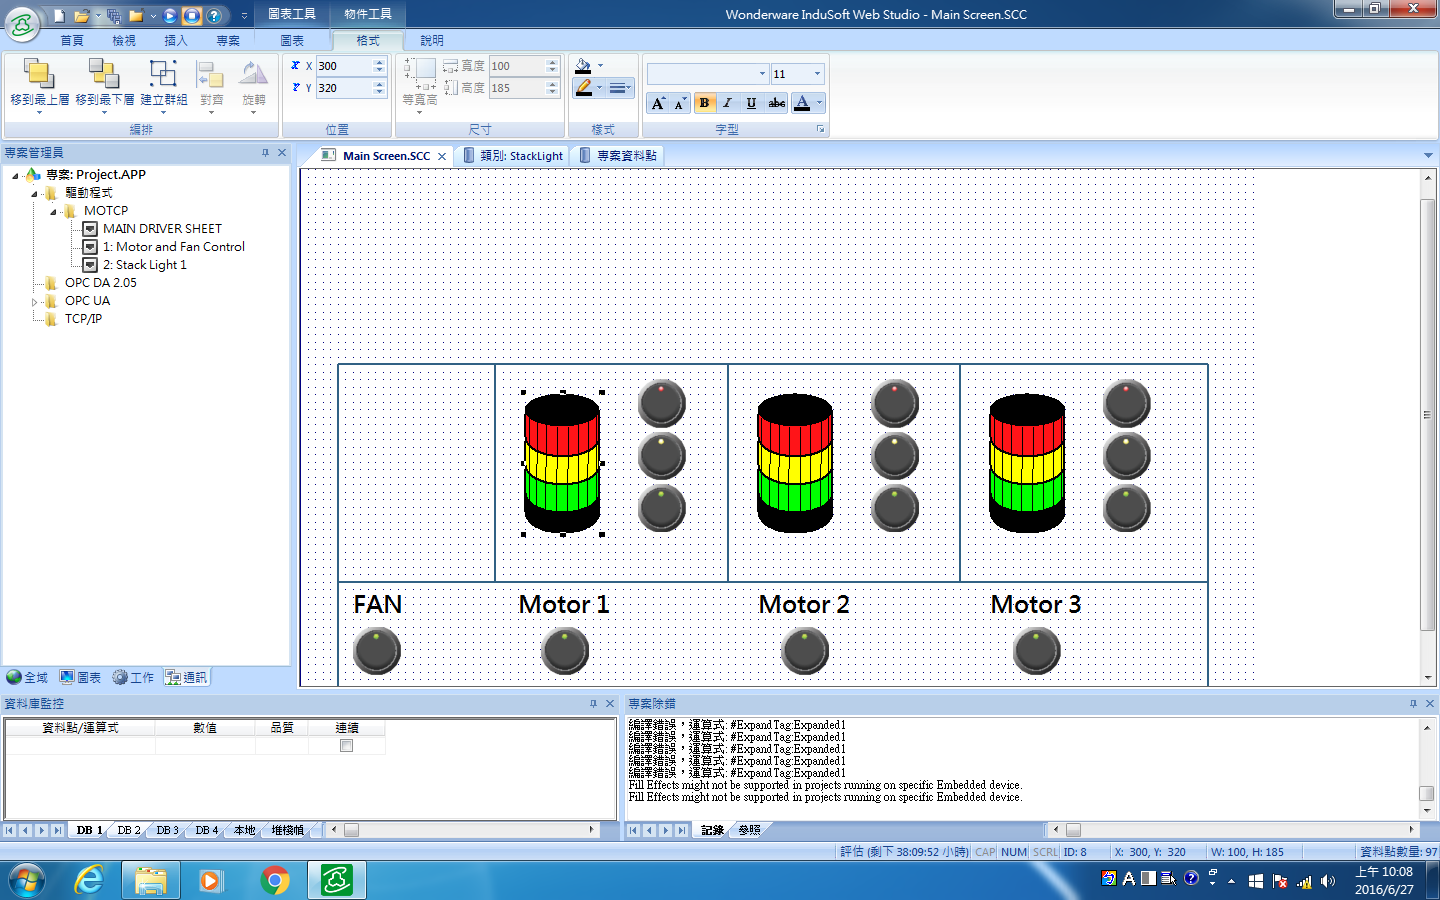 圖表工具 物件工具 Wonderware InduSoft Web Studio - Main Screen.SCC
首頁 檢視 插入 專案 圖表 格式 說明
X 300 寬度 100 11
移到最上層 移到最下層 建立群組 對齊 旋轉 Y 320 等寬高 高度 185 A A B I U abc A
編排 位置 尺寸 樣式 字型
專案管理員 Main Screen.SCC 類別: StackLight 專案資料點
專案: Project.APP
驅動程式
MOTCP
MAIN DRIVER SHEET
1: Motor and Fan Control
2: Stack Light 1
OPC DA 2.05
OPC UA
TCP/IP
FAN Motor 1 Motor 2 Motor 3
全域 圖表 工作 通訊
資料庫監控 專案除錯
資料點/運算式 數值 品質 連續
編譯錯誤，運算式: #ExpandTag:Expanded1
編譯錯誤，運算式: #ExpandTag:Expanded1
編譯錯誤，運算式: #ExpandTag:Expanded1
編譯錯誤，運算式: #ExpandTag:Expanded1
編譯錯誤，運算式: #ExpandTag:Expanded1
Fill Effects might not be supported in projects running on specific Embedded device.
Fill Effects might not be supported in projects running on specific Embedded device.
DB 1 DB 2 DB 3 DB 4 本地 堆棧幀 記錄 參照
評估 (剩下 38:09:52 小時) CAP NUM SCRL ID: 8 X: 300, Y: 320 W: 100, H: 185 資料點數量: 97
A 上午 10:08
2016/6/27